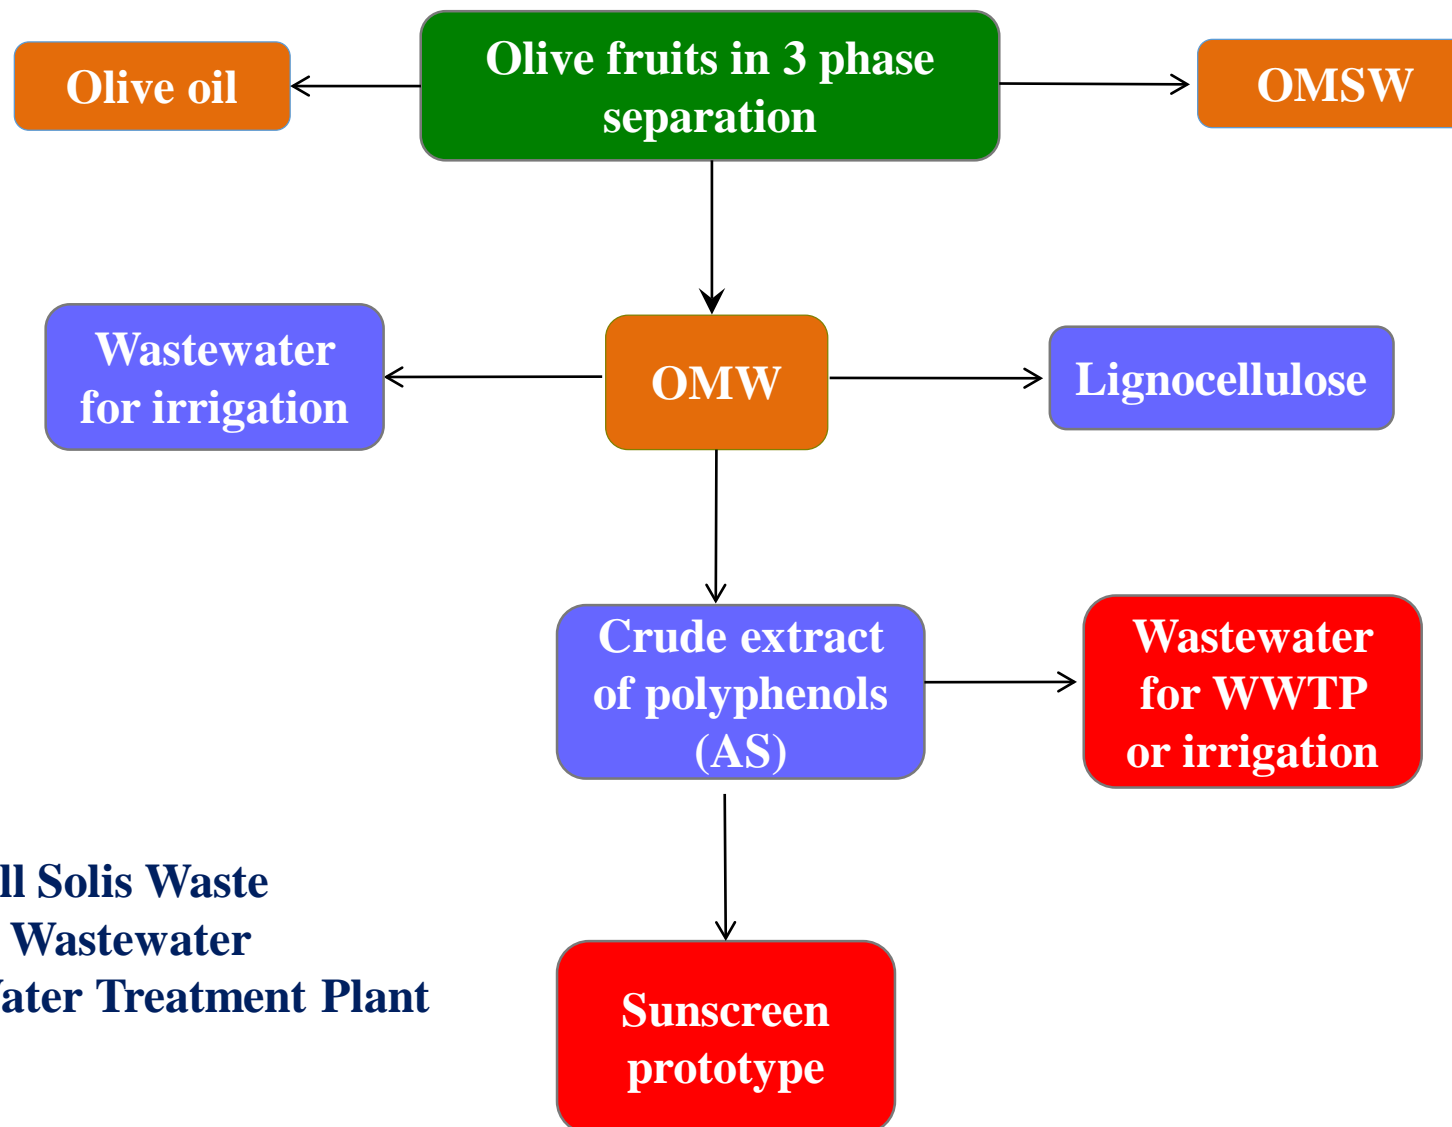 Olive fruits in 3 phase
separation
Olive oil
OMSW
Wastewater
for irrigation
OMW
Lignocellulose
Crude extract
of polyphenols
(AS)
Wastewater
for WWTP
or irrigation
Sunscreen
prototype
Solis Waste
Wastewater
Treatment Plant